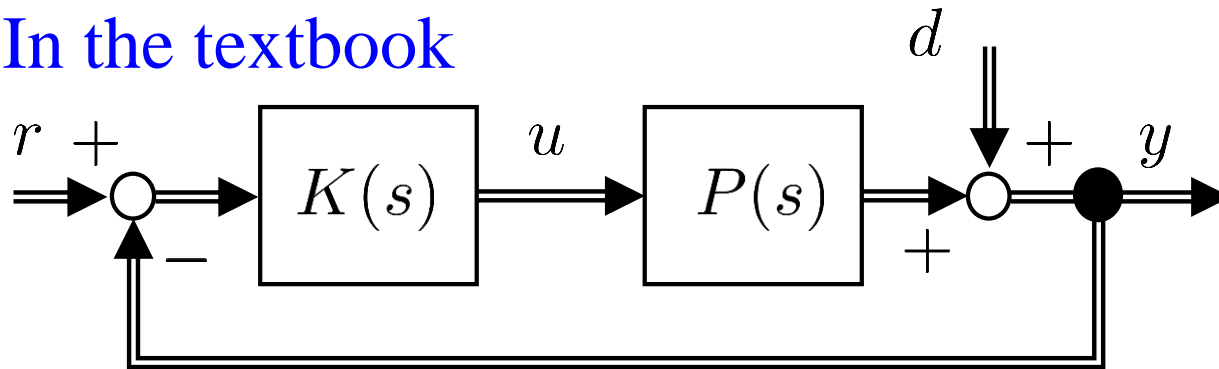 In the textbook
d
r + u + y
K(s) P(s)
− +